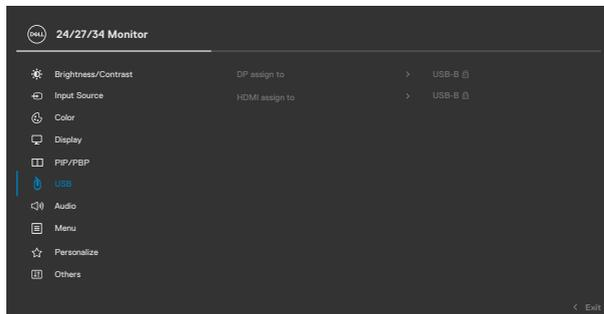 DELL 24/27/34 Monitor
Brightness/Contrast DP assign to > USB-B
Input Source HDMI assign to > USB-B
Color
Display
PIP/PBP
USB
Audio
Menu
Personalize
Others
< Exit